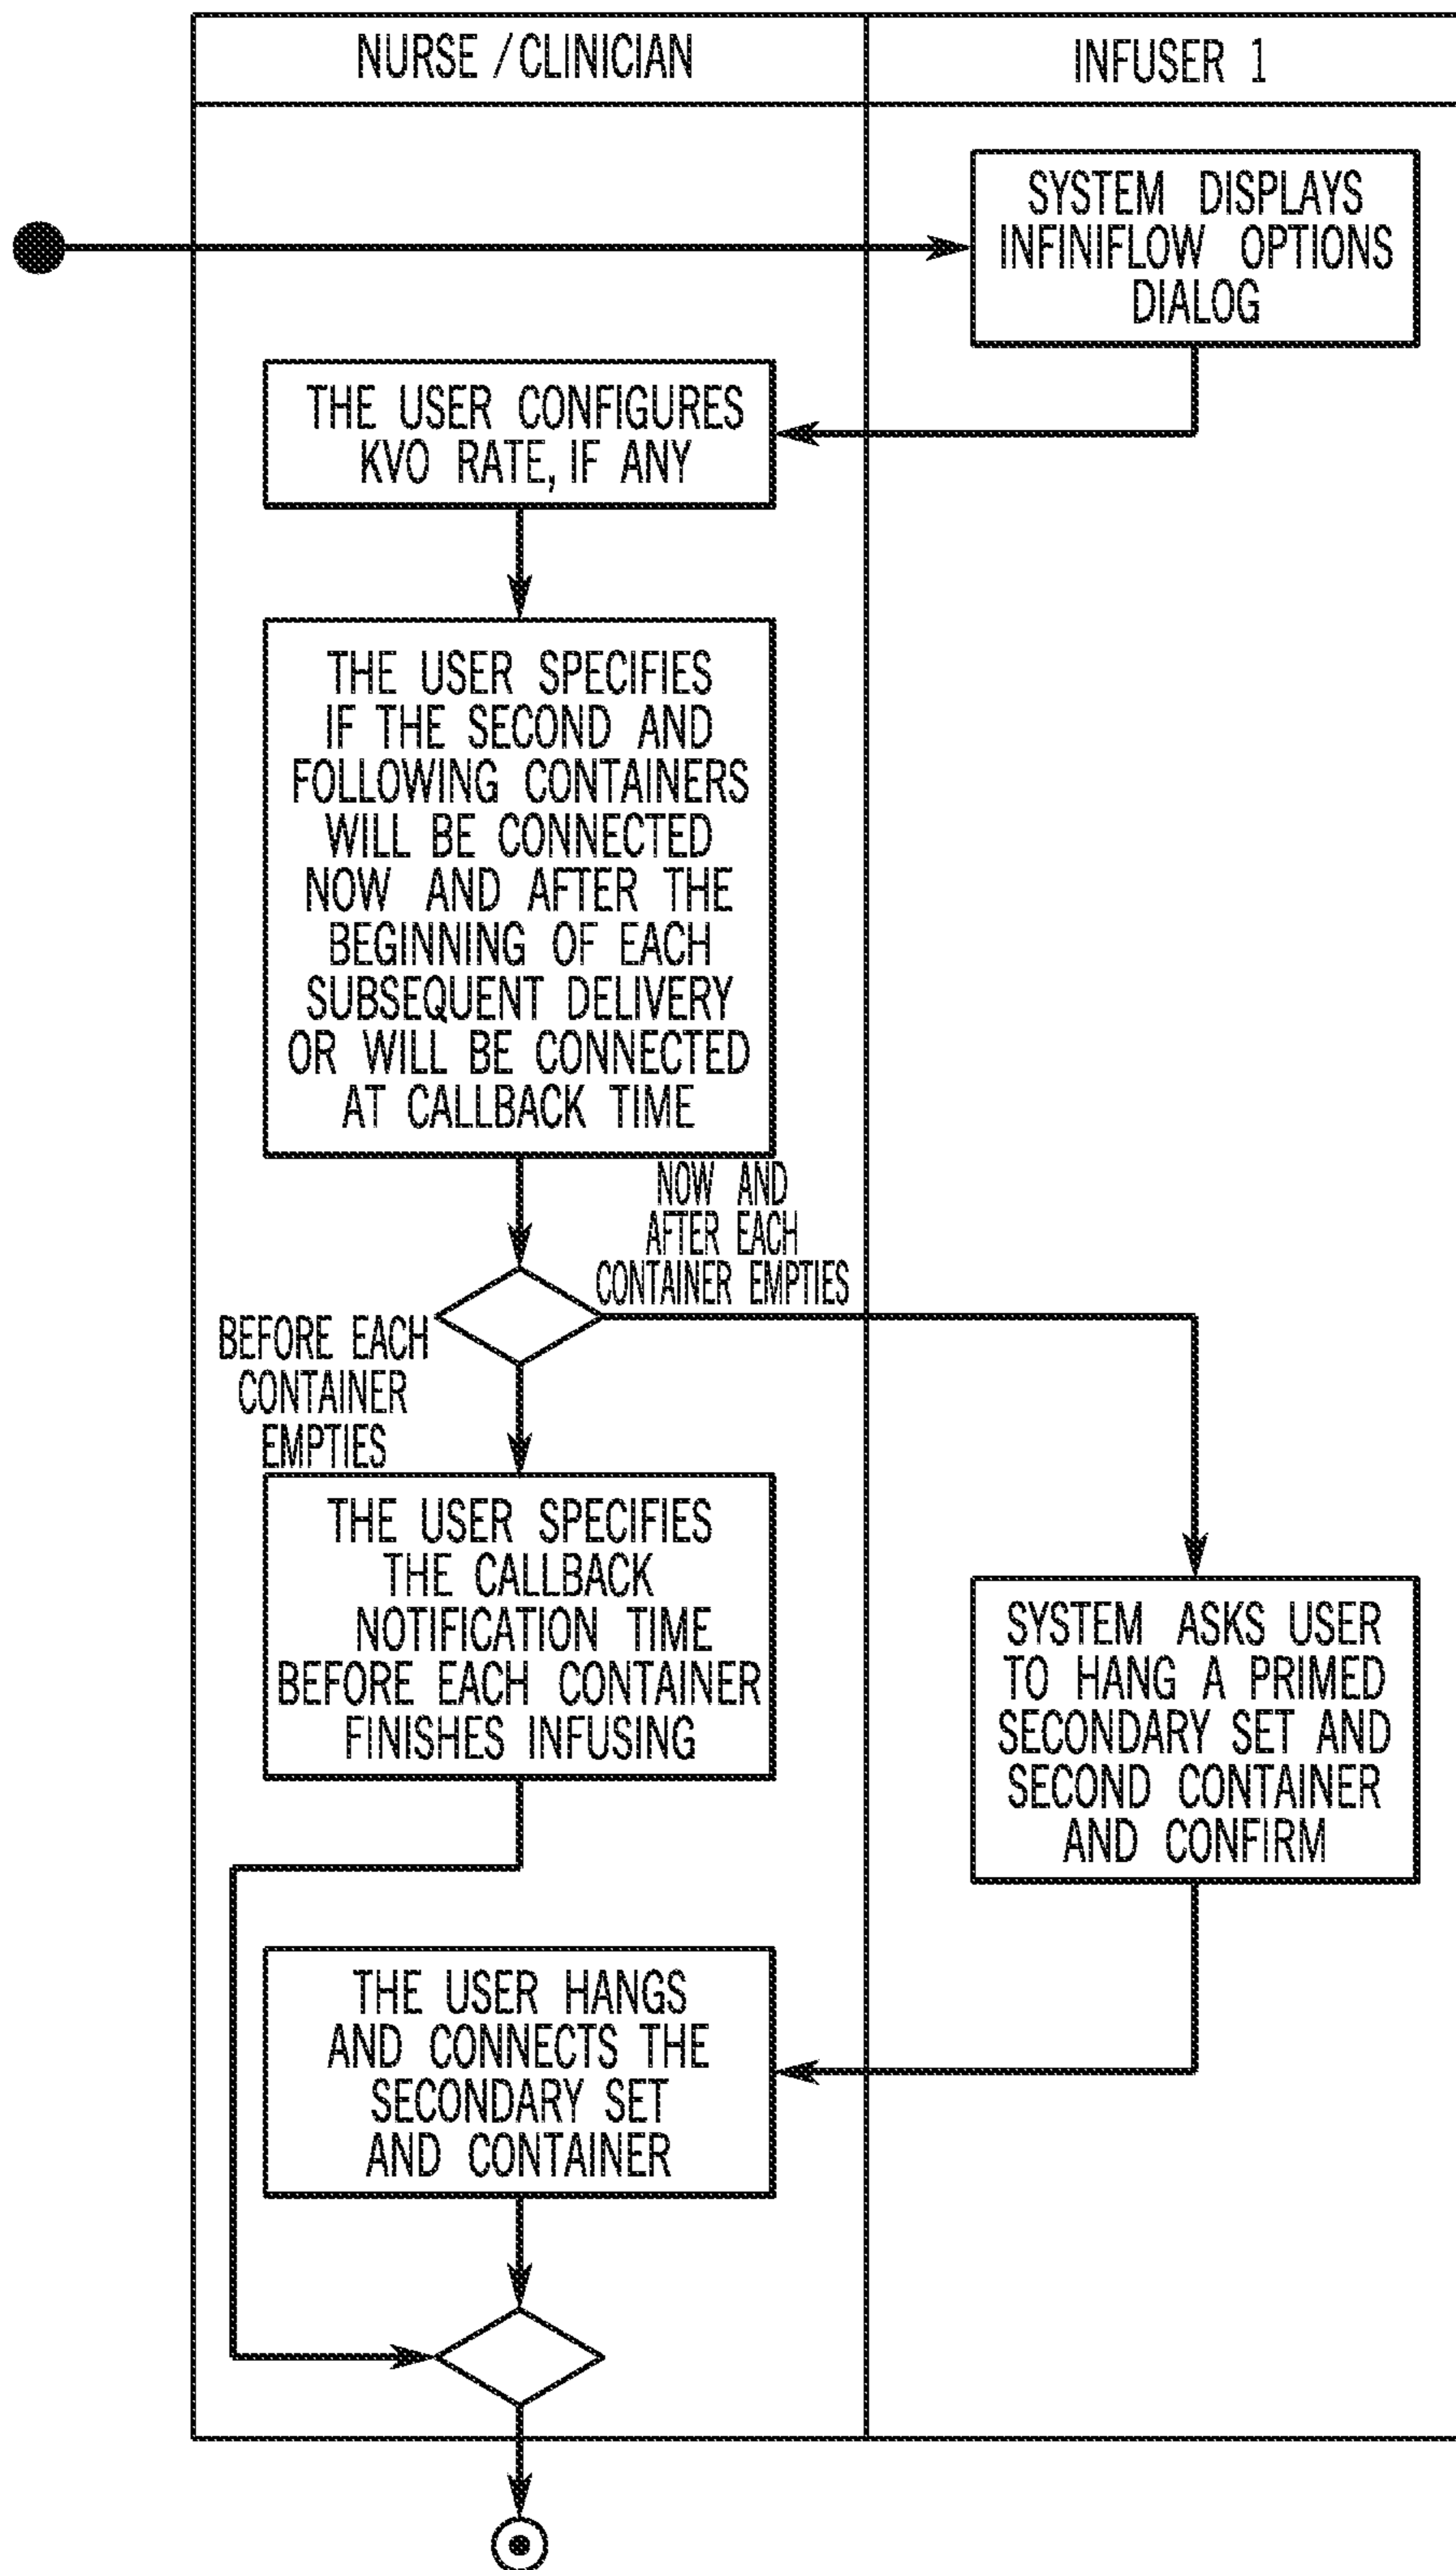 NURSE / CLINICIAN
INFUSER 1
SYSTEM DISPLAYS
INFINIFLOW OPTIONS
DIALOG
THE USER CONFIGURES
KVO RATE, IF ANY
THE USER SPECIFIES
IF THE SECOND AND
FOLLOWING CONTAINERS
WILL BE CONNECTED
NOW AND AFTER THE
BEGINNING OF EACH
SUBSEQUENT DELIVERY
OR WILL BE CONNECTED
AT CALLBACK TIME
NOW AND
AFTER EACH
CONTAINER EMPTIES
BEFORE EACH
CONTAINER
EMPTIES
THE USER SPECIFIES
THE CALLBACK
NOTIFICATION TIME
BEFORE EACH CONTAINER
FINISHES INFUSING
SYSTEM ASKS USER
TO HANG A PRIMED
SECONDARY SET AND
SECOND CONTAINER
AND CONFIRM
THE USER HANGS
AND CONNECTS THE
SECONDARY SET
AND CONTAINER